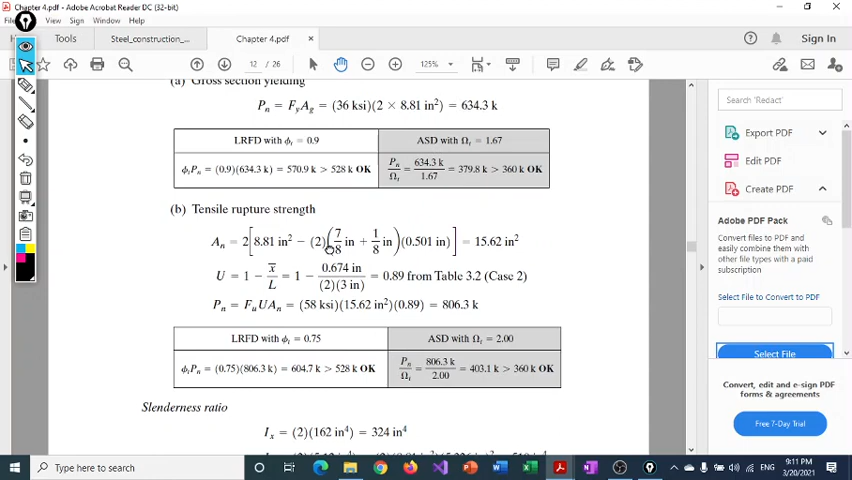 Chapter 4.pdf - Adobe Acrobat Reader DC (32-bit)
View Sign Window Help
Tools Steel_construction_... Chapter 4.pdf × Sign In
12 / 26 125%
(a) Gross section yielding
Pn = FyAg = (36 ksi)(2 × 8.81 in²) = 634.3 k
LRFD with ϕt = 0.9 ASD with Ωt = 1.67
ϕtPn = (0.9)(634.3 k) = 570.9 k > 528 k OK Pn/Ωt = 634.3 k/1.67 = 379.8 k > 360 k OK
(b) Tensile rupture strength
An = 2[8.81 in² − (2)(7/8 in + 1/8 in)(0.501 in)] = 15.62 in²
U = 1 − x̄/L = 1 − 0.674 in/(2)(3 in) = 0.89 from Table 3.2 (Case 2)
Pn = FuUAn = (58 ksi)(15.62 in²)(0.89) = 806.3 k
LRFD with ϕt = 0.75 ASD with Ωt = 2.00
ϕtPn = (0.75)(806.3 k) = 604.7 k > 528 k OK Pn/Ωt = 806.3 k/2.00 = 403.1 k > 360 k OK
Slenderness ratio
Ix = (2)(162 in⁴) = 324 in⁴
Search 'Redact'
Export PDF
Edit PDF
Create PDF
Adobe PDF Pack
Convert files to PDF and
easily combine them with
other file types with a paid
subscription
Select File to Convert to PDF
Select File
Convert, edit and e-sign PDF
forms & agreements
Free 7-Day Trial
Type here to search
ENG
9:11 PM
3/20/2021